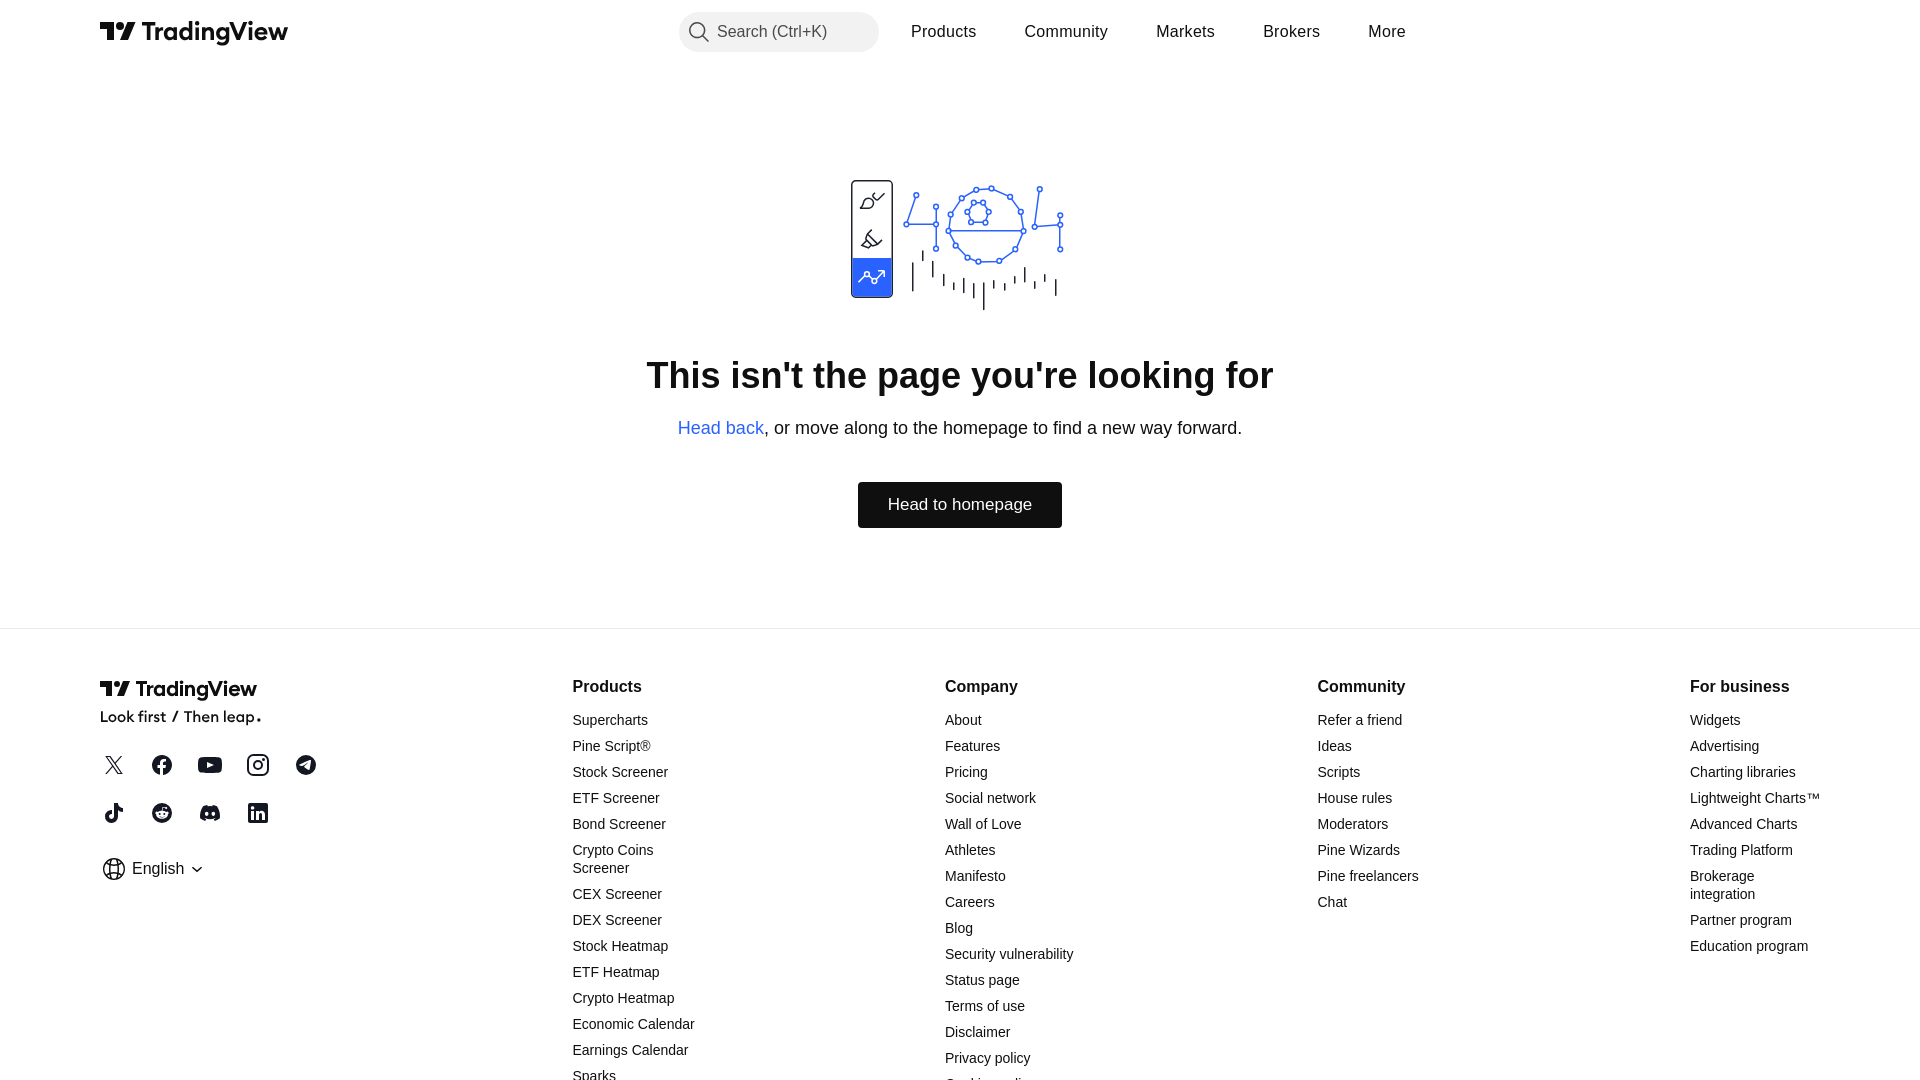 TradingView
Search (Ctrl+K)
Products
Community
Markets
Brokers
More
404
This isn't the page you're looking for
Head back, or move along to the homepage to find a new way forward.
Head to homepage
TradingView
Look first / Then leap.
English
Products
Supercharts
Pine Script®
Stock Screener
ETF Screener
Bond Screener
Crypto Coins
Screener
CEX Screener
DEX Screener
Stock Heatmap
ETF Heatmap
Crypto Heatmap
Economic Calendar
Earnings Calendar
Sparks
Company
About
Features
Pricing
Social network
Wall of Love
Athletes
Manifesto
Careers
Blog
Security vulnerability
Status page
Terms of use
Disclaimer
Privacy policy
Community
Refer a friend
Ideas
Scripts
House rules
Moderators
Pine Wizards
Pine freelancers
Chat
For business
Widgets
Advertising
Charting libraries
Lightweight Charts™
Advanced Charts
Trading Platform
Brokerage
integration
Partner program
Education program